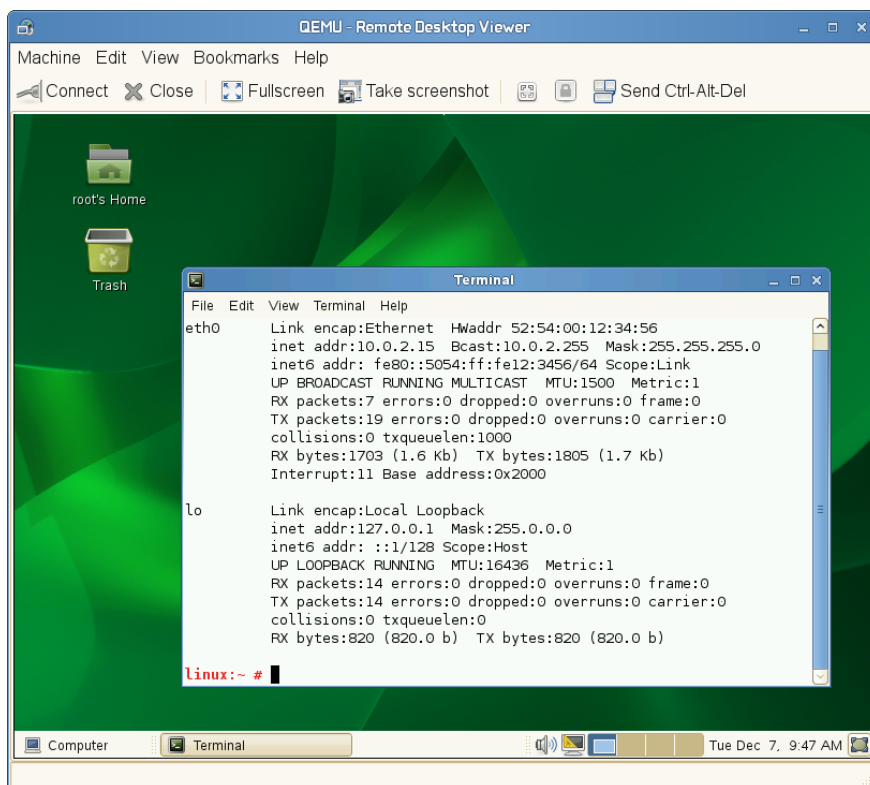 QEMU - Remote Desktop Viewer
Machine Edit View Bookmarks Help
Connect Close Fullscreen Take screenshot Send Ctrl-Alt-Del
root's Home
Trash
Terminal
File Edit View Terminal Help
eth0 Link encap:Ethernet HWaddr 52:54:00:12:34:56
inet addr:10.0.2.15 Bcast:10.0.2.255 Mask:255.255.255.0
inet6 addr: fe80::5054:ff:fe12:3456/64 Scope:Link
UP BROADCAST RUNNING MULTICAST MTU:1500 Metric:1
RX packets:7 errors:0 dropped:0 overruns:0 frame:0
TX packets:19 errors:0 dropped:0 overruns:0 carrier:0
collisions:0 txqueuelen:1000
RX bytes:1703 (1.6 Kb) TX bytes:1805 (1.7 Kb)
Interrupt:11 Base address:0x2000
lo Link encap:Local Loopback
inet addr:127.0.0.1 Mask:255.0.0.0
inet6 addr: ::1/128 Scope:Host
UP LOOPBACK RUNNING MTU:16436 Metric:1
RX packets:14 errors:0 dropped:0 overruns:0 frame:0
TX packets:14 errors:0 dropped:0 overruns:0 carrier:0
collisions:0 txqueuelen:0
RX bytes:820 (820.0 b) TX bytes:820 (820.0 b)
linux:~ #
Computer Terminal Tue Dec 7, 9:47 AM